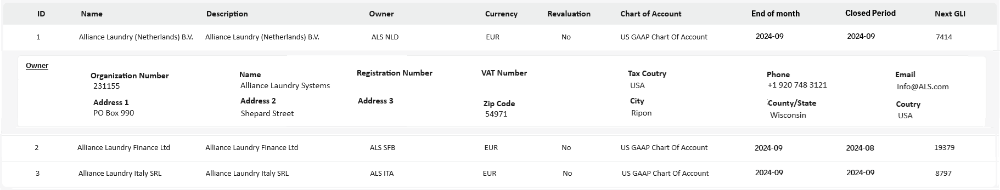 ID Name Description Owner Currency Revaluation Chart of Account End of month Closed Period Next GLI
1 Alliance Laundry (Netherlands) B.V. Alliance Laundry (Netherlands) B.V. ALS NLD EUR No US GAAP Chart Of Account 2024-09 2024-09 7414
Owner
Organization Number Name Registration Number VAT Number Tax Coutry Phone Email
231155 Alliance Laundry Systems USA +1 920 748 3121 Info@ALS.com
Address 1 Address 2 Address 3 Zip Code City County/State Coutry
PO Box 990 Shepard Street 54971 Ripon Wisconsin USA
2 Alliance Laundry Finance Ltd Alliance Laundry Finance Ltd ALS SFB EUR No US GAAP Chart Of Account 2024-09 2024-08 19379
3 Alliance Laundry Italy SRL Alliance Laundry Italy SRL ALS ITA EUR No US GAAP Chart Of Account 2024-09 2024-09 8797